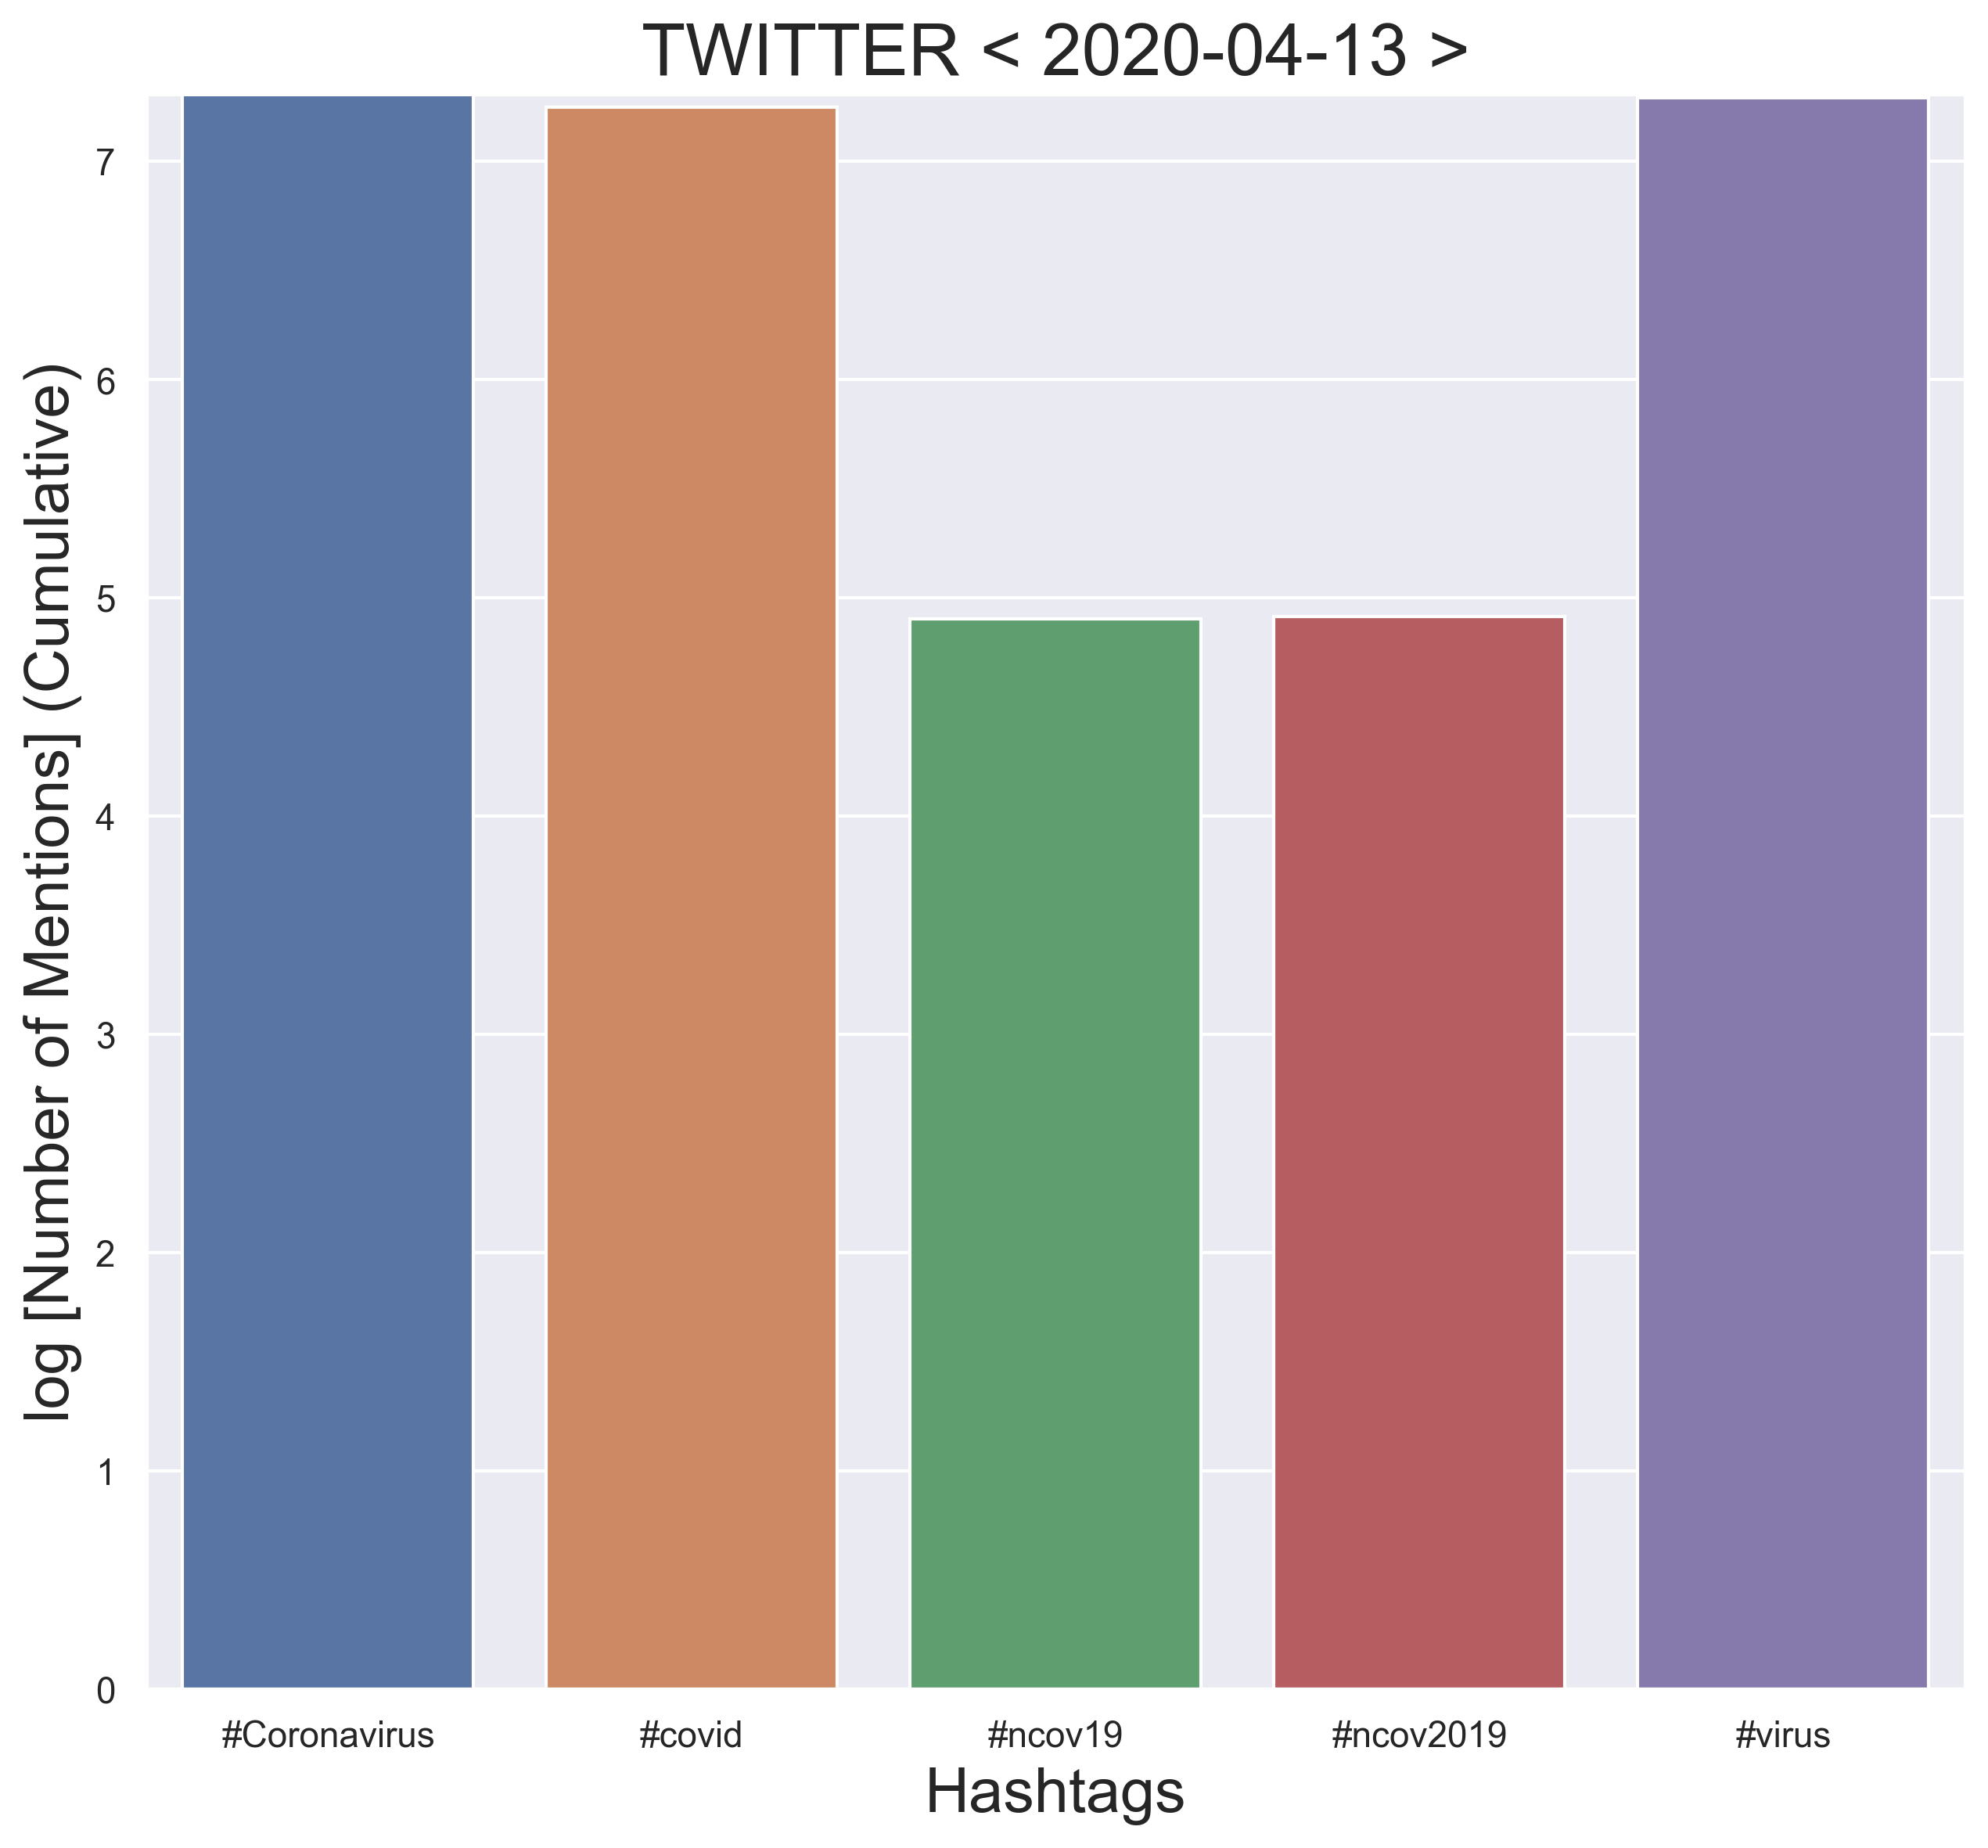 TWITTER < 2020-04-13 >
log [Number of Mentions] (Cumulative)
7
6
5
4
3
2
1
0
#Coronavirus
#covid
#ncov19
#ncov2019
#virus
Hashtags